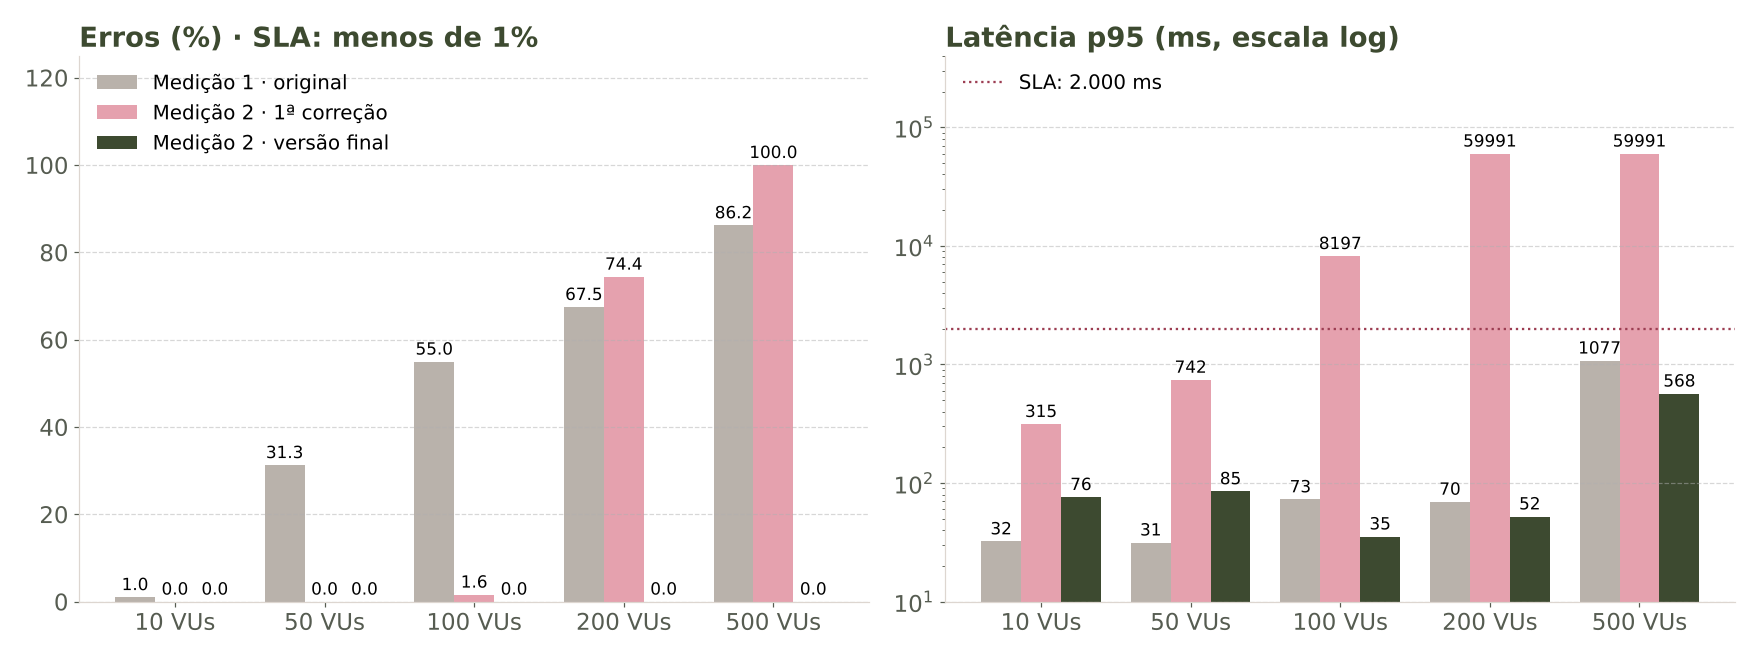 Erros (%) · SLA: menos de 1%
120
100
80
60
40
20
0
Medição 1 · original
Medição 2 · 1ª correção
Medição 2 · versão final
1.0 0.0 0.0
31.3 0.0 0.0
55.0 1.6 0.0
67.5 74.4 0.0
86.2 100.0 0.0
10 VUs 50 VUs 100 VUs 200 VUs 500 VUs
Latência p95 (ms, escala log)
SLA: 2.000 ms
10⁵
10⁴
10³
10²
10¹
32 315 76
31 742 85
73 8197 35
70 59991 52
1077 59991 568
10 VUs 50 VUs 100 VUs 200 VUs 500 VUs